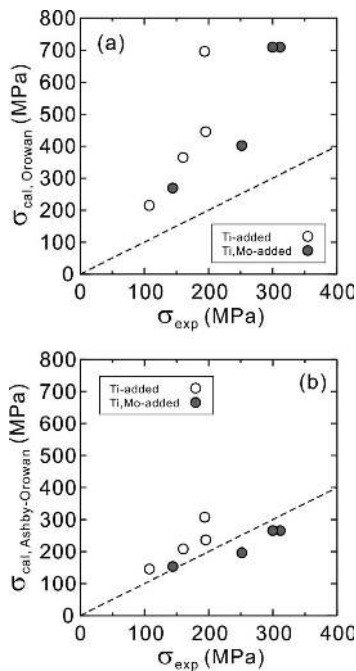 (a)
800
700
600
500
400
300
200
100
0
σcal, Orowan (MPa)
Ti-added
Ti,Mo-added
0 100 200 300 400
σexp (MPa)
(b)
800
700
600
500
400
300
200
100
0
σcal, Ashby-Orowan (MPa)
Ti-added
Ti,Mo-added
0 100 200 300 400
σexp (MPa)